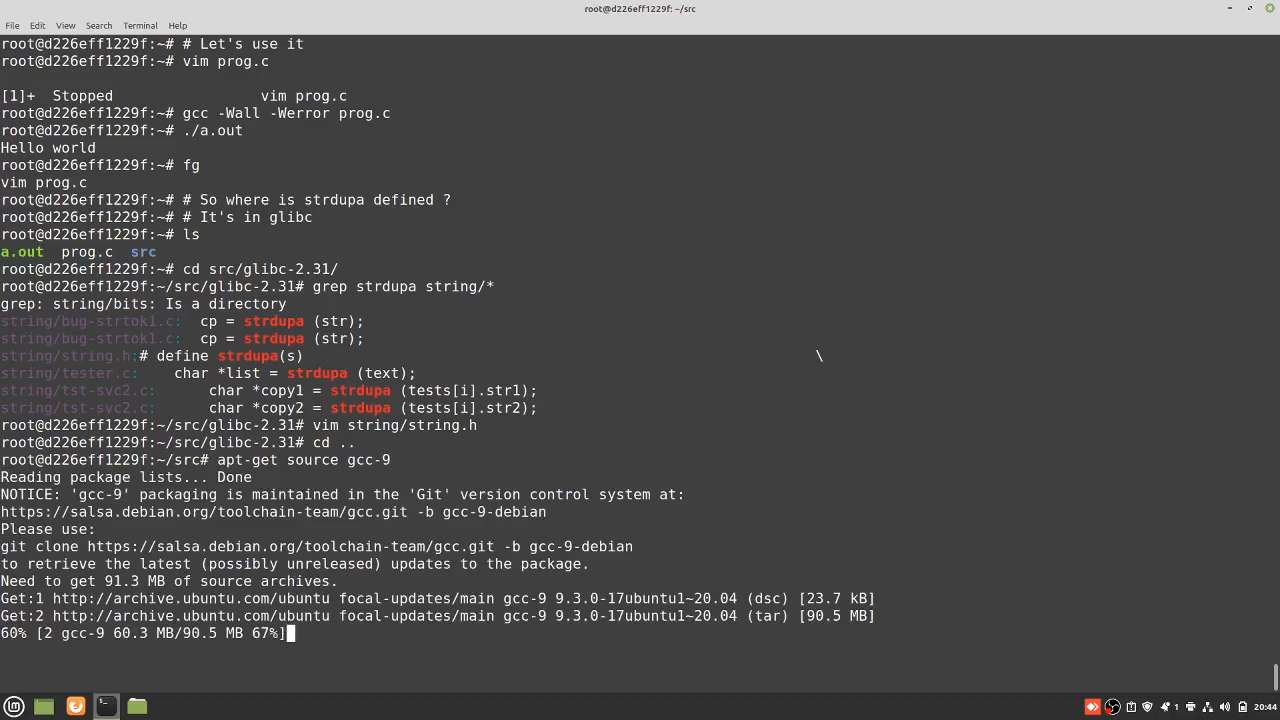 root@d226eff1229f: ~/src
File Edit View Search Terminal Help
root@d226eff1229f:~# # Let's use it
root@d226eff1229f:~# vim prog.c
[1]+  Stopped                 vim prog.c
root@d226eff1229f:~# gcc -Wall -Werror prog.c
root@d226eff1229f:~# ./a.out
Hello world
root@d226eff1229f:~# fg
vim prog.c
root@d226eff1229f:~# # So where is strdupa defined ?
root@d226eff1229f:~# # It's in glibc
root@d226eff1229f:~# ls
a.out  prog.c  src
root@d226eff1229f:~# cd src/glibc-2.31/
root@d226eff1229f:~/src/glibc-2.31# grep strdupa string/*
grep: string/bits: Is a directory
string/bug-strtok1.c:  cp = strdupa (str);
string/bug-strtok1.c:  cp = strdupa (str);
string/string.h:# define strdupa(s)                                                           \
string/tester.c:    char *list = strdupa (text);
string/tst-svc2.c:      char *copy1 = strdupa (tests[i].str1);
string/tst-svc2.c:      char *copy2 = strdupa (tests[i].str2);
root@d226eff1229f:~/src/glibc-2.31# vim string/string.h
root@d226eff1229f:~/src/glibc-2.31# cd ..
root@d226eff1229f:~/src# apt-get source gcc-9
Reading package lists... Done
NOTICE: 'gcc-9' packaging is maintained in the 'Git' version control system at:
https://salsa.debian.org/toolchain-team/gcc.git -b gcc-9-debian
Please use:
git clone https://salsa.debian.org/toolchain-team/gcc.git -b gcc-9-debian
to retrieve the latest (possibly unreleased) updates to the package.
Need to get 91.3 MB of source archives.
Get:1 http://archive.ubuntu.com/ubuntu focal-updates/main gcc-9 9.3.0-17ubuntu1~20.04 (dsc) [23.7 kB]
Get:2 http://archive.ubuntu.com/ubuntu focal-updates/main gcc-9 9.3.0-17ubuntu1~20.04 (tar) [90.5 MB]
60% [2 gcc-9 60.3 MB/90.5 MB 67%]
1 20:44